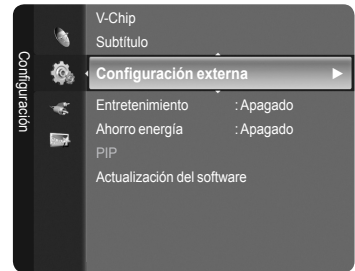 Configuración
V-Chip
Subtítulo
Configuración externa
Entretenimiento : Apagado
Ahorro energía : Apagado
PIP
Actualización del software